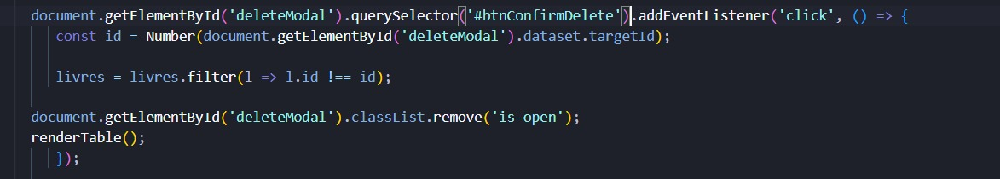 document.getElementById('deleteModal').querySelector('#btnConfirmDelete').addEventListener('click', () => {
const id = Number(document.getElementById('deleteModal').dataset.targetId);
livres = livres.filter(l => l.id !== id);
document.getElementById('deleteModal').classList.remove('is-open');
renderTable();
});